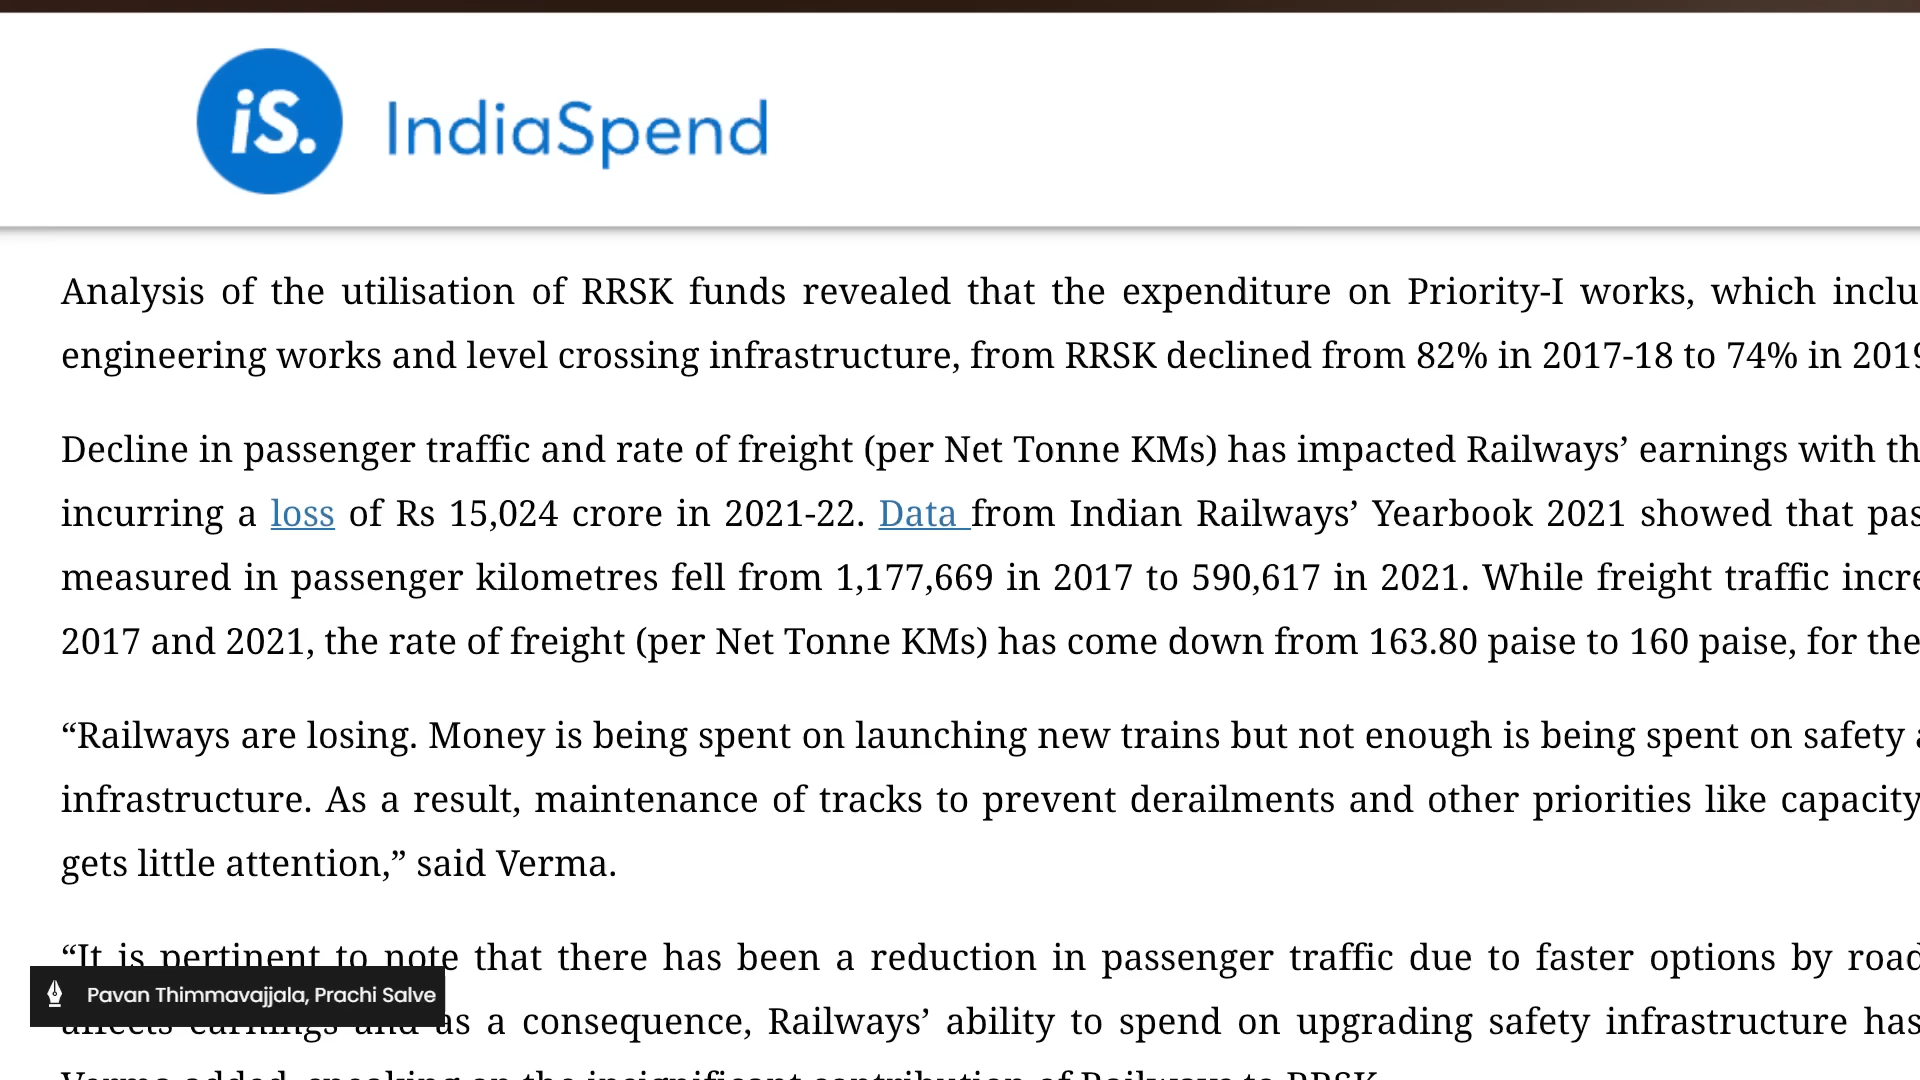 iS. IndiaSpend
Analysis of the utilisation of RRSK funds revealed that the expenditure on Priority-I works, which
engineering works and level crossing infrastructure, from RRSK declined from 82% in 2017-18 to 74% in
Decline in passenger traffic and rate of freight (per Net Tonne KMs) has impacted Railways’ earnings with
incurring a loss of Rs 15,024 crore in 2021-22. Data from Indian Railways’ Yearbook 2021 showed that
measured in passenger kilometres fell from 1,177,669 in 2017 to 590,617 in 2021. While freight traffic
2017 and 2021, the rate of freight (per Net Tonne KMs) has come down from 163.80 paise to 160 paise, for the
“Railways are losing. Money is being spent on launching new trains but not enough is being spent on safety
infrastructure. As a result, maintenance of tracks to prevent derailments and other priorities like capacity
gets little attention,” said Verma.
“It is pertinent to note that there has been a reduction in passenger traffic due to faster options by road
Pavan Thimmavajjala, Prachi Salve
as a consequence, Railways’ ability to spend on upgrading safety infrastructure has